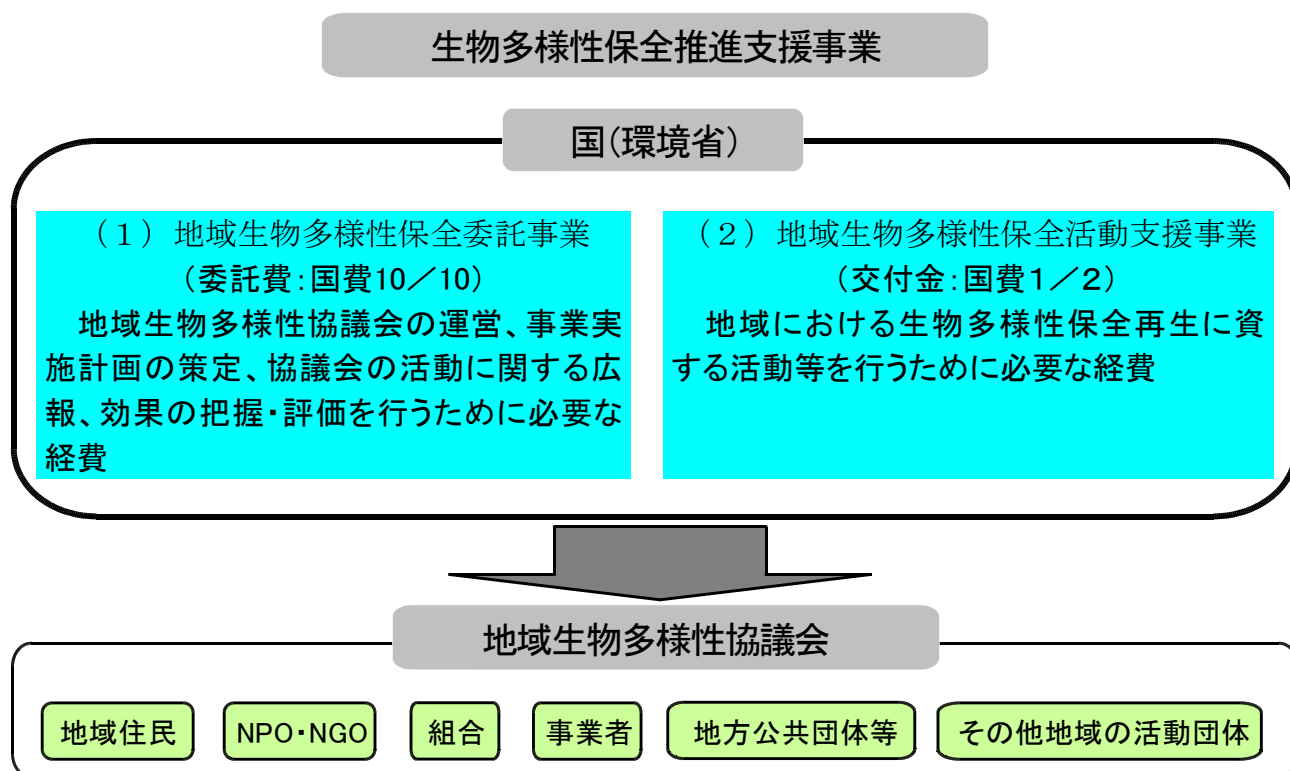 生物多様性保全推進支援事業
国(環境省)
（１）地域生物多様性保全委託事業
（委託費：国費10／10）
地域生物多様性協議会の運営、事業実
施計画の策定、協議会の活動に関する広
報、効果の把握・評価を行うために必要な
経費
（２）地域生物多様性保全活動支援事業
（交付金：国費１／２）
地域における生物多様性保全再生に資
する活動等を行うために必要な経費
地域生物多様性協議会
地域住民
NPO・NGO
組合
事業者
地方公共団体等
その他地域の活動団体